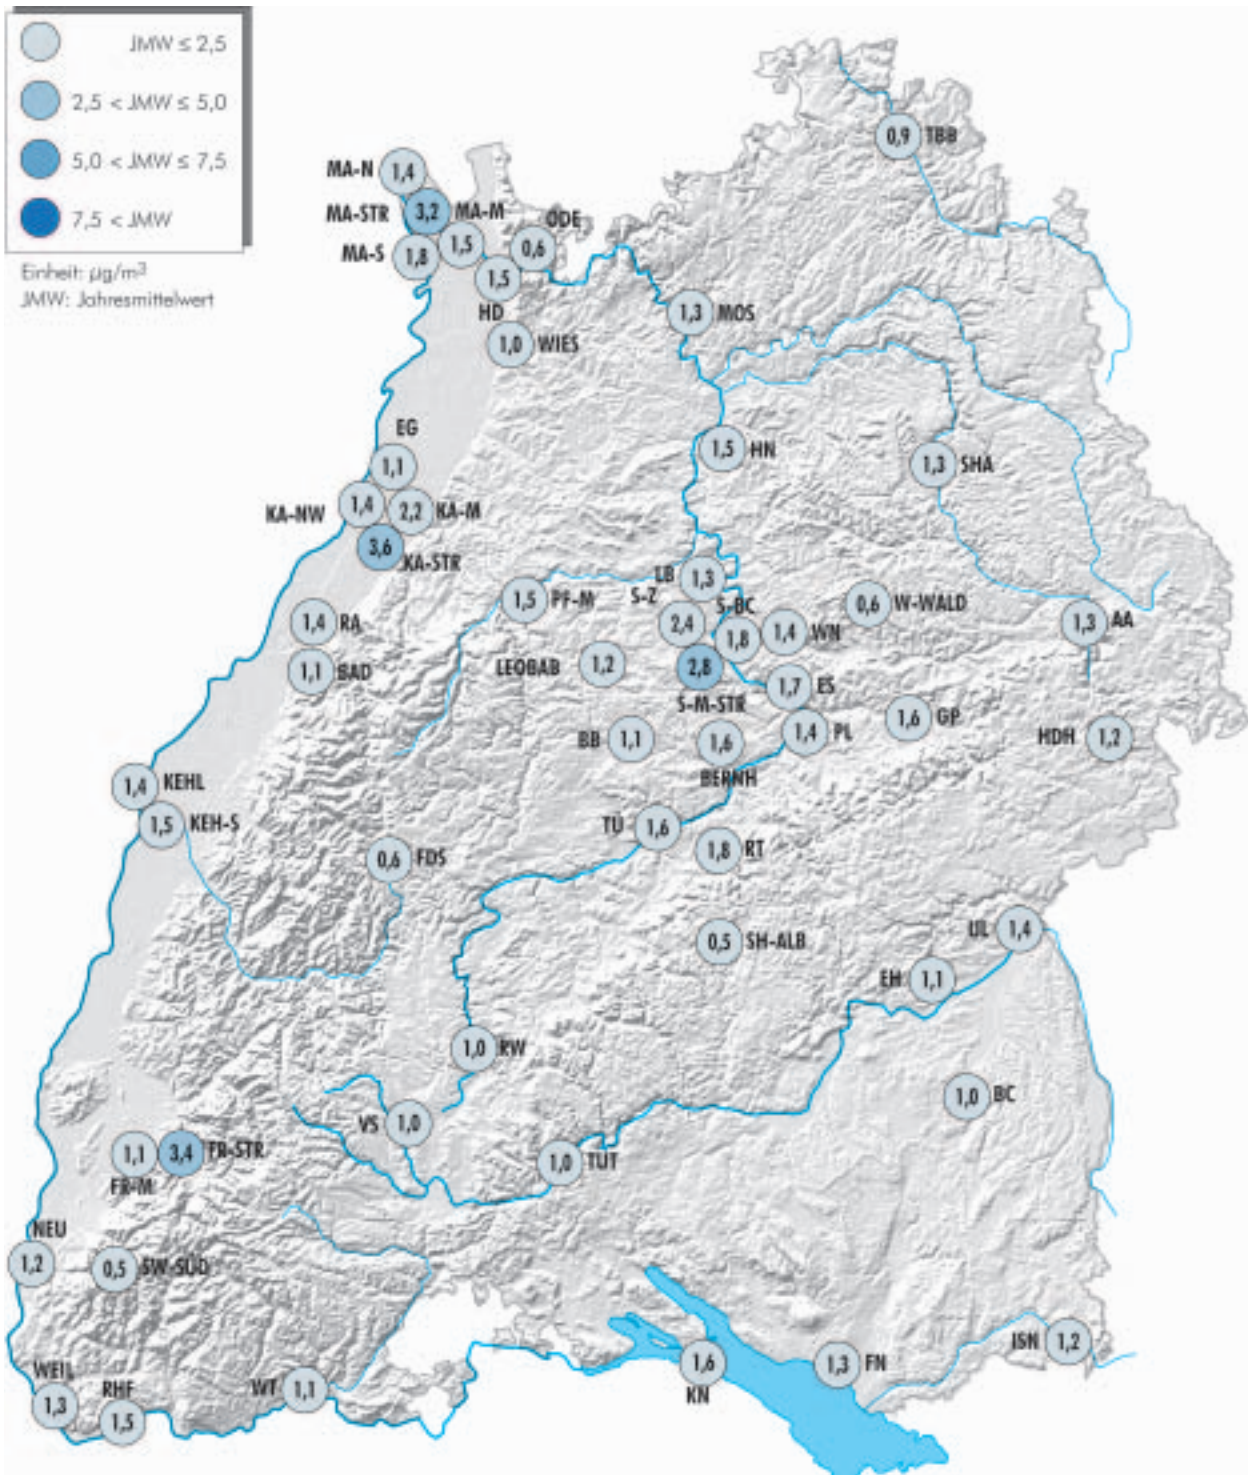 JMW ≤ 2,5
2,5 < JMW ≤ 5,0
5,0 < JMW ≤ 7,5
7,5 < JMW
Einheit: µg/m³
JMW: Jahresmittelwert
0,9 TBB
MA-N 1,4
MA-STR 3,2 MA-M
1,5
ODE
0,6
MA-S 1,8
1,5
HD
1,3 MOS
1,0 WIES
EG
1,1
1,5 HN
1,3 SHA
KA-NW 1,4
2,2 KA-M
3,6 KA-STR
LB 1,3
1,5 PF-M
S-Z
2,4
S-BC
1,8
1,4 WN
0,6 W-WALD
1,3 AA
1,4 RA
1,1 BAD
LEOBAB 1,2
2,8
S-M-STR
1,7 ES
1,6 GP
1,4 PL
BB 1,1
1,6
BERNH
HDH 1,2
1,4 KEHL
1,5 KEH-S
TÜ 1,6
1,8 RT
0,6 FDS
0,5 SH-ALB
UL 1,4
EH 1,1
1,0 RW
1,0 BC
VS 1,0
1,0 TUT
1,1
FR-M
3,4 FR-STR
NEU
1,2
0,5 SW-SÜD
ISN 1,2
1,6
KN
1,3 FN
WEIL
1,3
RHF
1,5
WT 1,1